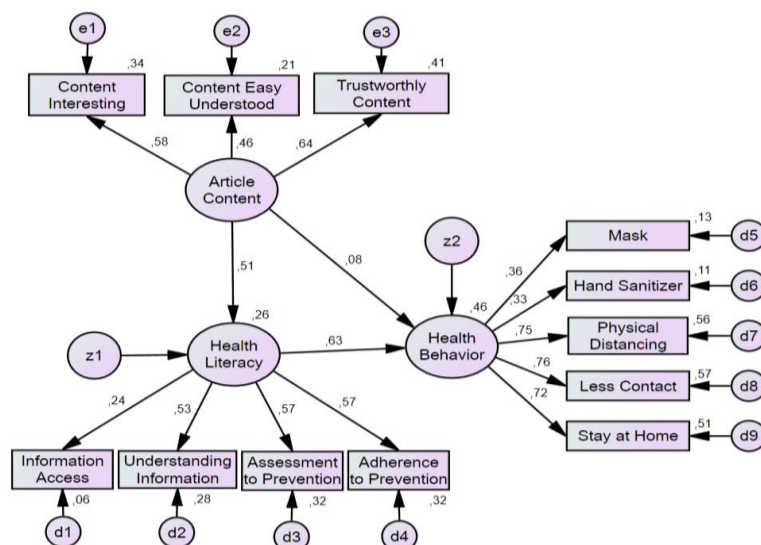 e1
e2
e3
,34
,21
,41
Content
Interesting
Content Easy
Understood
Trustworthly
Content
,58
,46
,64
Article
Content
,51
,08
z2
,13
Mask
d5
,36
,11
Hand Sanitizer
d6
,33
,56
Physical
Distancing
d7
,75
,46
Health
Behavior
,57
Less Contact
d8
,76
,51
Stay at Home
d9
,72
,26
z1
Health
Literacy
,63
,24
,53
,57
,57
Information
Access
Understanding
Information
Assessment
to Prevention
Adherence
to Prevention
,06
,28
,32
,32
d1
d2
d3
d4